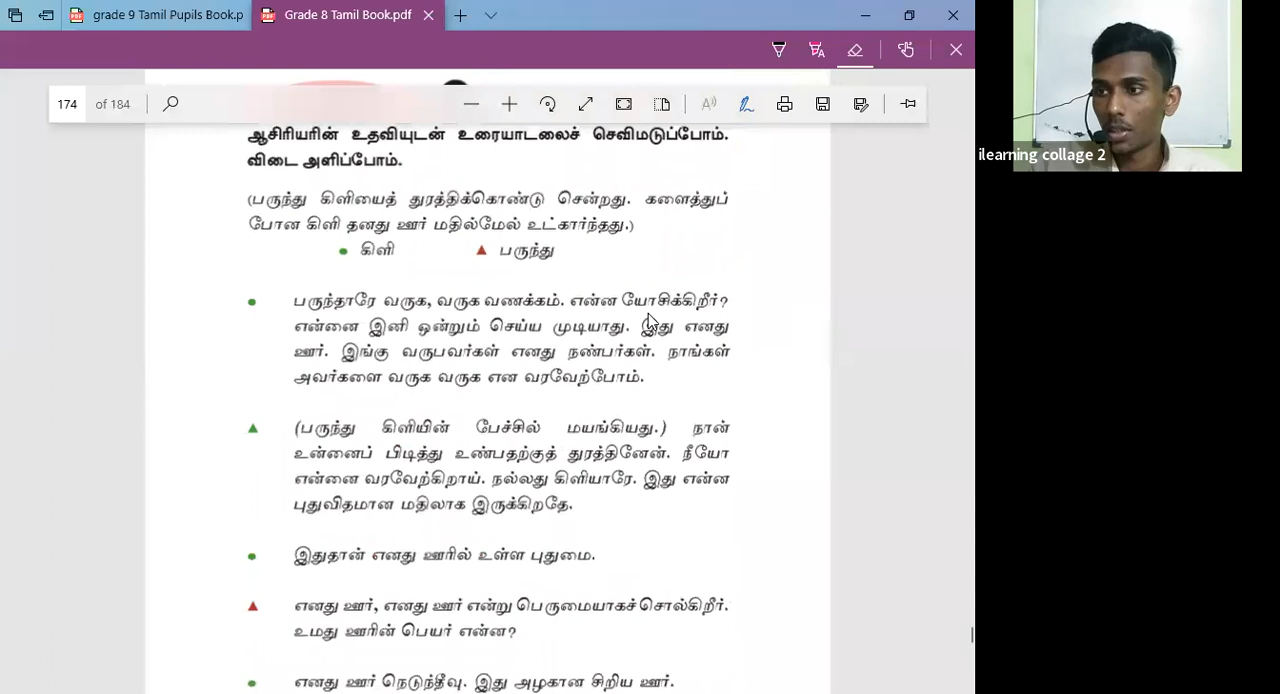 grade 9 Tamil Pupils Book.p
Grade 8 Tamil Book.pdf
174 of 184
ilearning collage 2
ஆசிரியரின் உதவியுடன் உரையாடலைச் செவிமடுப்போம்.
விடை அளிப்போம்.
(பருந்து கிளியைத் துரத்திக்கொண்டு சென்றது. களைத்துப்
போன கிளி தனது ஊர் மதில்மேல் உட்கார்ந்தது.)
கிளி பருந்து
பருந்தாரே வருக, வருக வணக்கம். என்ன யோசிக்கிறீர்?
என்னை இனி ஒன்றும் செய்ய முடியாது. இது எனது
ஊர். இங்கு வருபவர்கள் எனது நண்பர்கள். நாங்கள்
அவர்களை வருக வருக என வரவேற்போம்.
(பருந்து கிளியின் பேச்சில் மயங்கியது.) நான்
உன்னைப் பிடித்து உண்பதற்குத் துரத்தினேன். நீயோ
என்னை வரவேற்கிறாய். நல்லது கிளியாரே. இது என்ன
புதுவிதமான மதிலாக இருக்கிறதே.
இதுதான் எனது ஊரில் உள்ள புதுமை.
எனது ஊர், எனது ஊர் என்று பெருமையாகச் சொல்கிறீர்.
உமது ஊரின் பெயர் என்ன?
எனது ஊர் நெடுந்தீவு. இது அழகான சிறிய ஊர்.